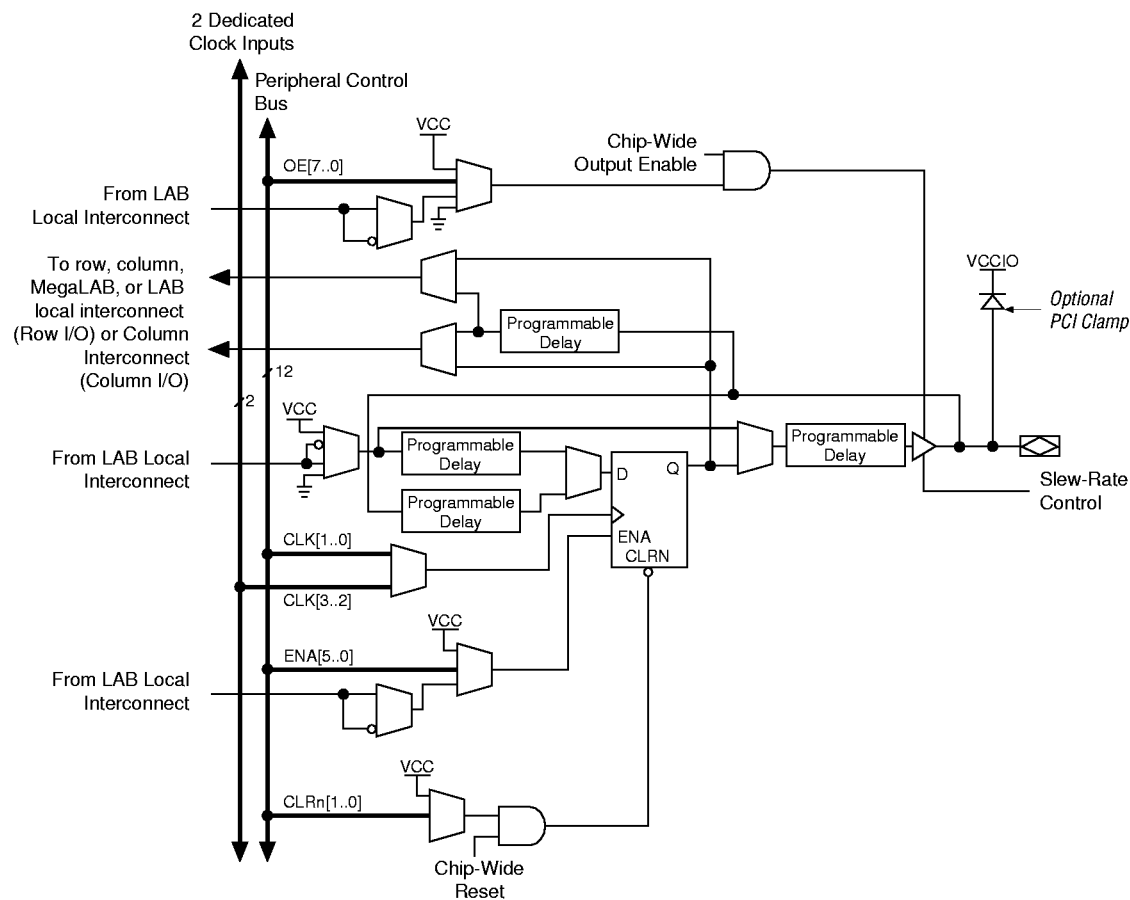 2 Dedicated
Clock Inputs
Peripheral Control
Bus
VCC
OE[7..0]
Chip-Wide
Output Enable
From LAB
Local Interconnect
To row, column,
MegaLAB, or LAB
local interconnect
(Row I/O) or Column
Interconnect
(Column I/O)
VCCIO
Optional
PCI Clamp
Programmable
Delay
12
2
VCC
From LAB Local
Interconnect
Programmable
Delay
Programmable
Delay
Programmable
Delay
D
Q
ENA
CLRN
Slew-Rate
Control
CLK[1..0]
CLK[3..2]
VCC
ENA[5..0]
From LAB Local
Interconnect
VCC
CLRn[1..0]
Chip-Wide
Reset